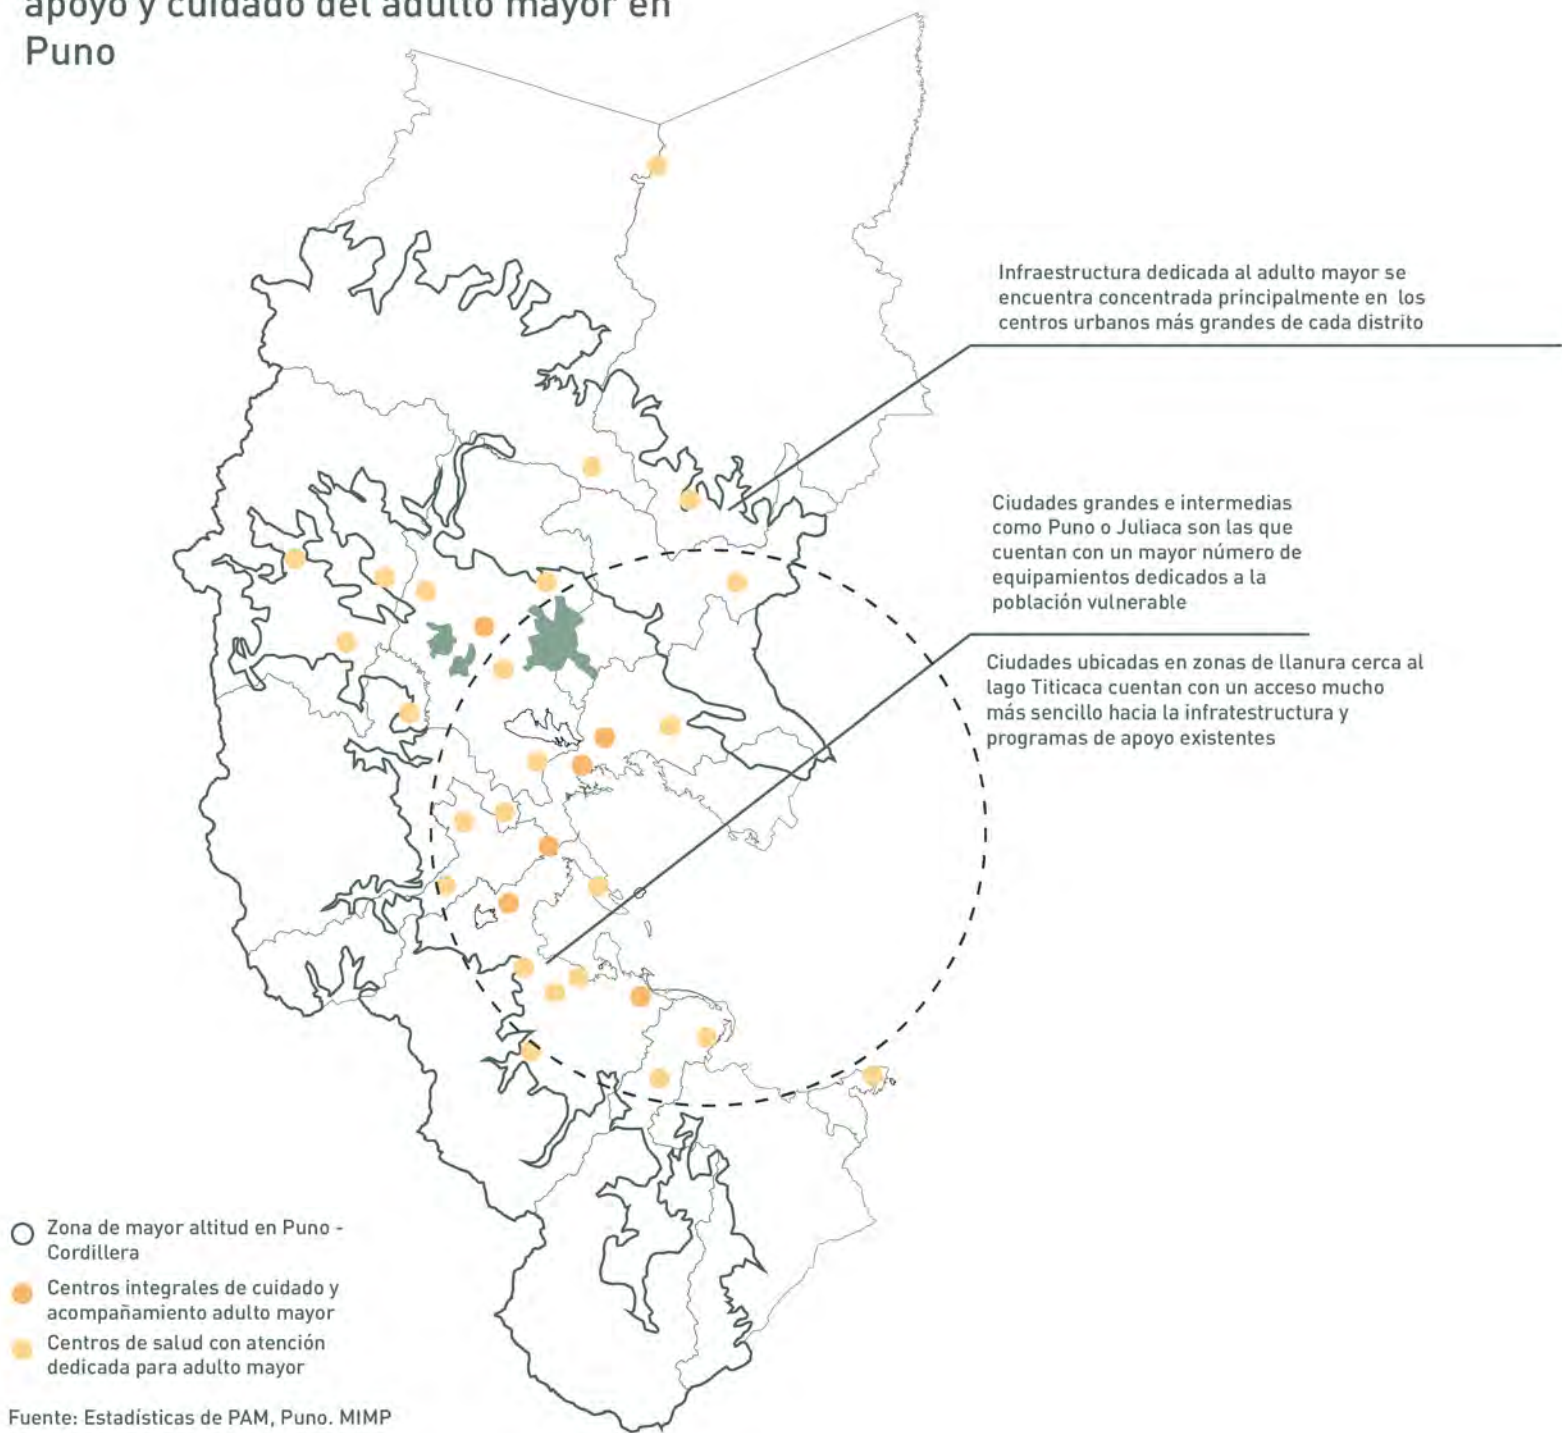 apoyo y cuidado del adulto mayor en
Puno
Infraestructura dedicada al adulto mayor se
encuentra concentrada principalmente en los
centros urbanos más grandes de cada distrito
Ciudades grandes e intermedias
como Puno o Juliaca son las que
cuentan con un mayor número de
equipamientos dedicados a la
población vulnerable
Ciudades ubicadas en zonas de llanura cerca al
lago Titicaca cuentan con un acceso mucho
más sencillo hacia la infratestructura y
programas de apoyo existentes
Zona de mayor altitud en Puno -
Cordillera
Centros integrales de cuidado y
acompañamiento adulto mayor
Centros de salud con atención
dedicada para adulto mayor
Fuente: Estadísticas de PAM, Puno. MIMP